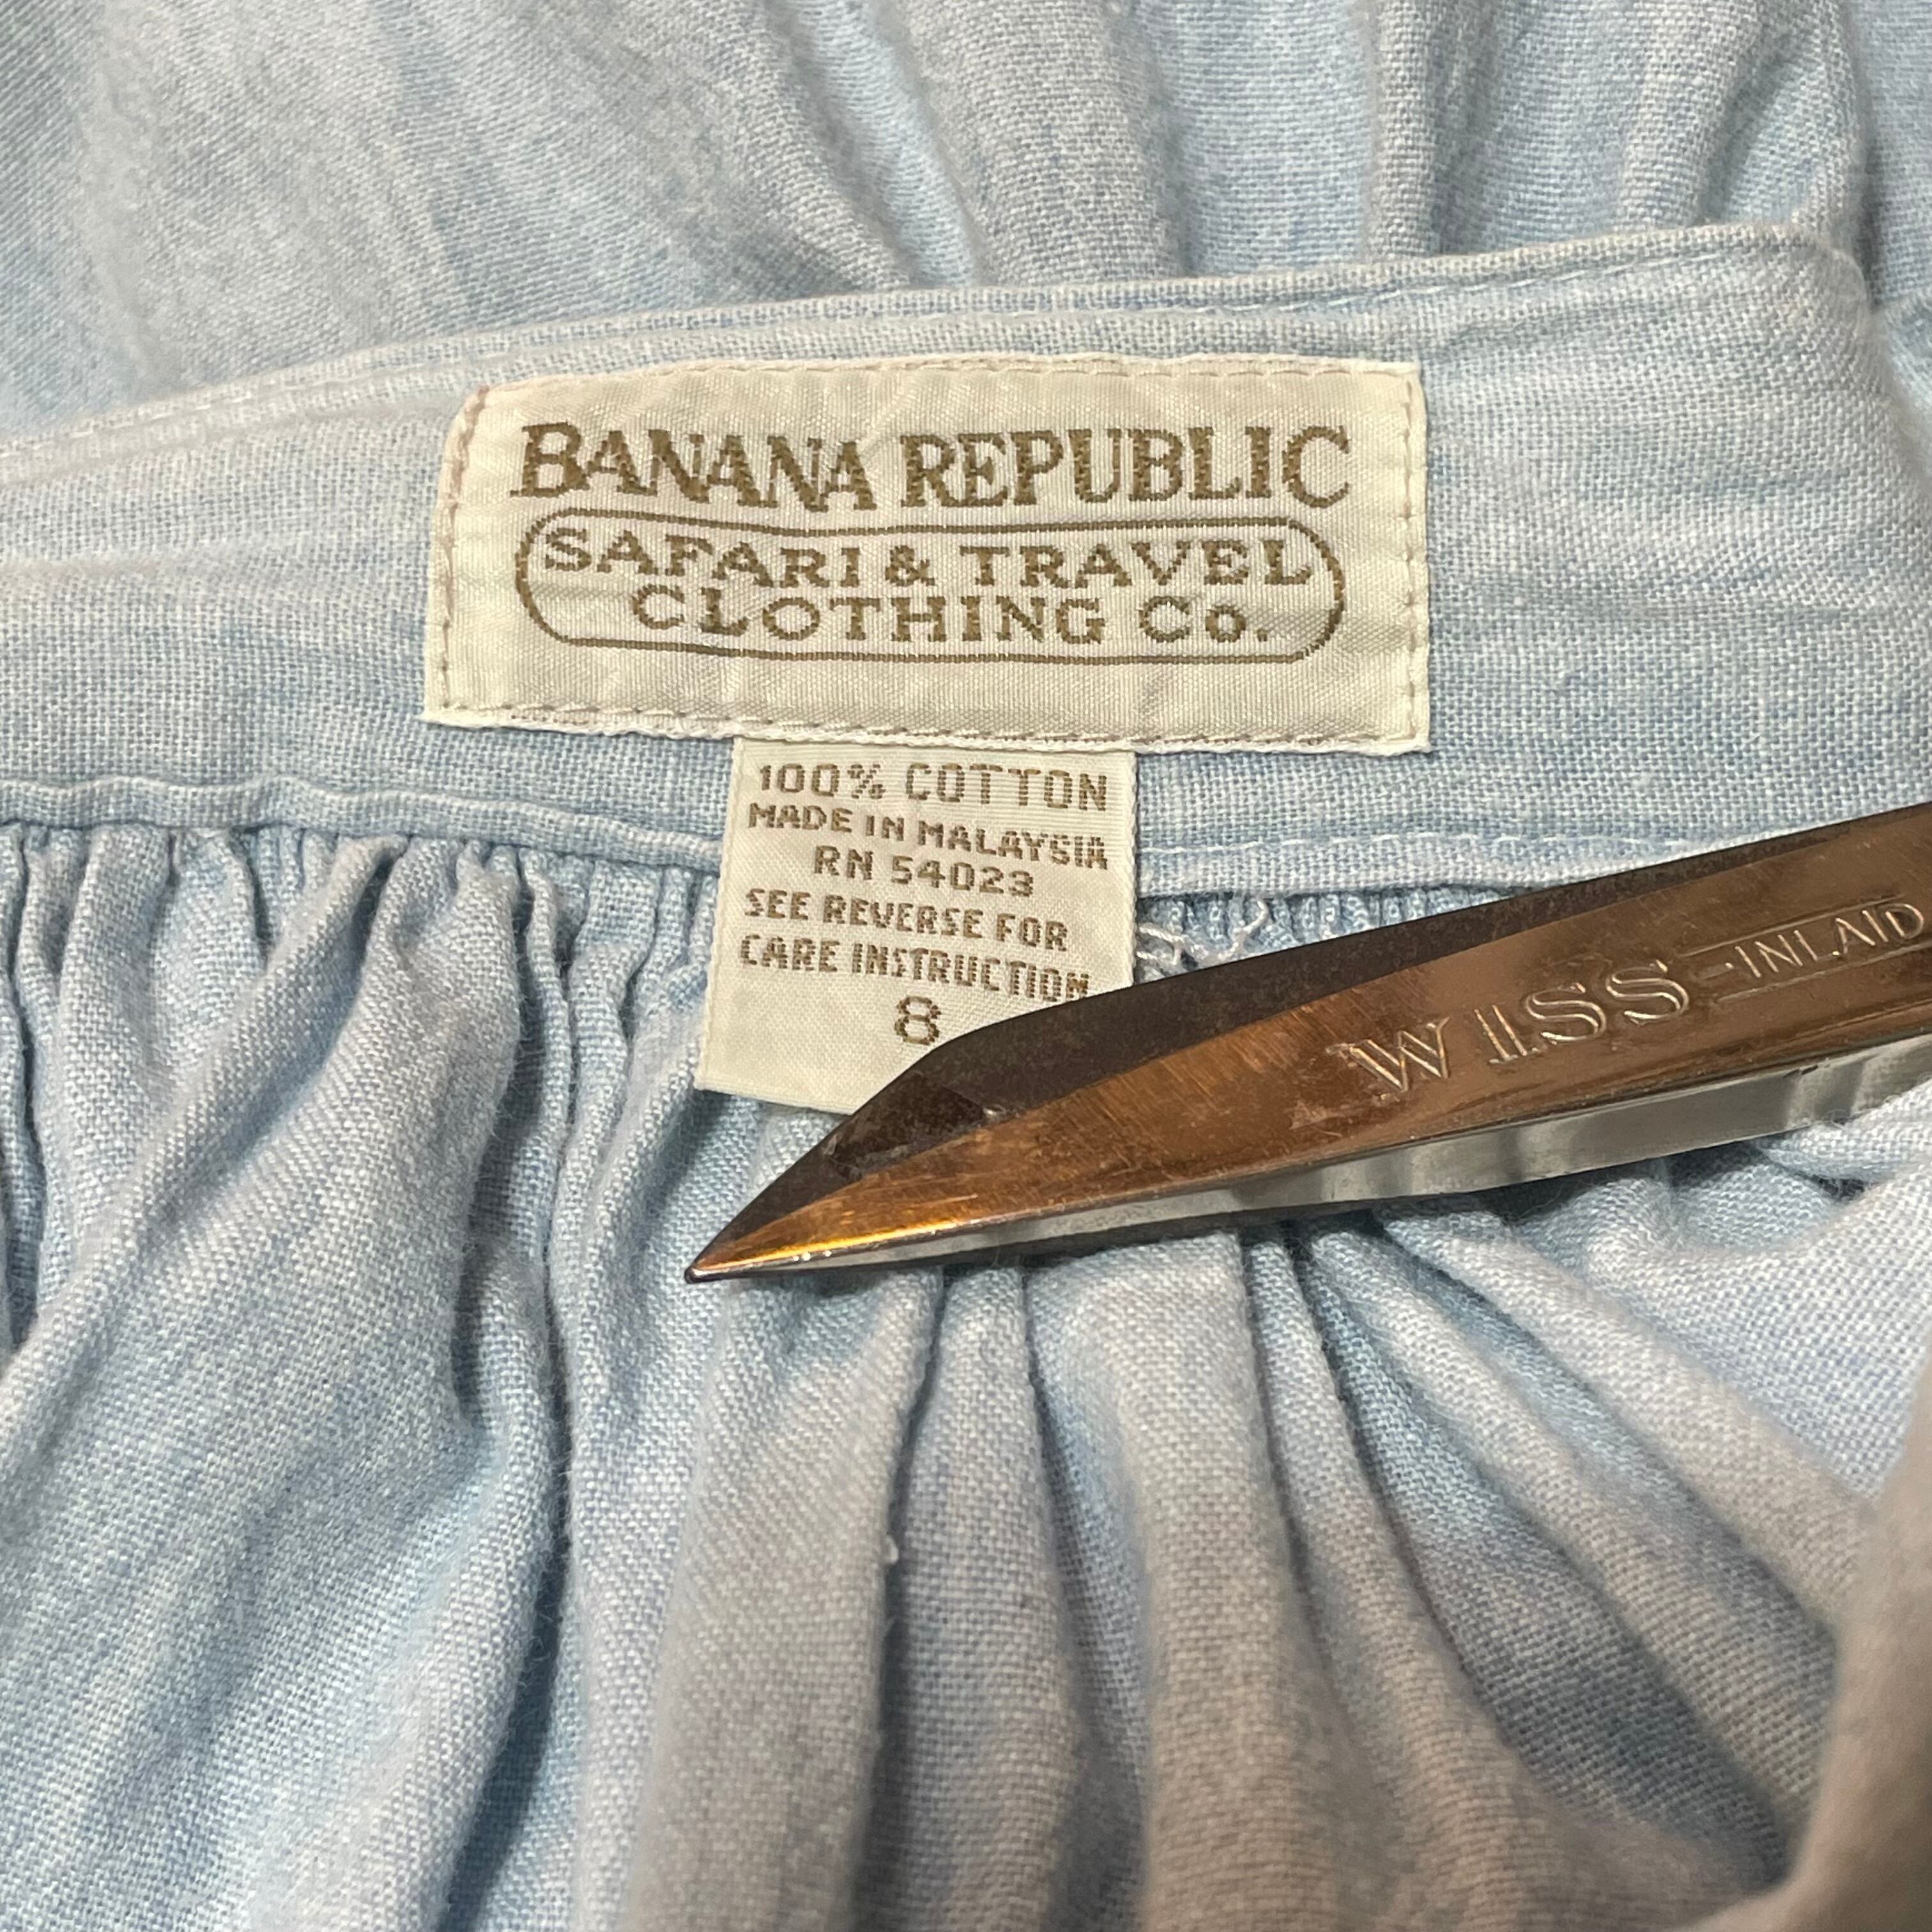 BANANA REPUBLIC
SAFARI & TRAVEL
CLOTHING Co.
100% COTTON
MADE IN MALAYSIA
RN 54023
SEE REVERSE FOR
CARE INSTRUCTION
8
WISS-INLAID